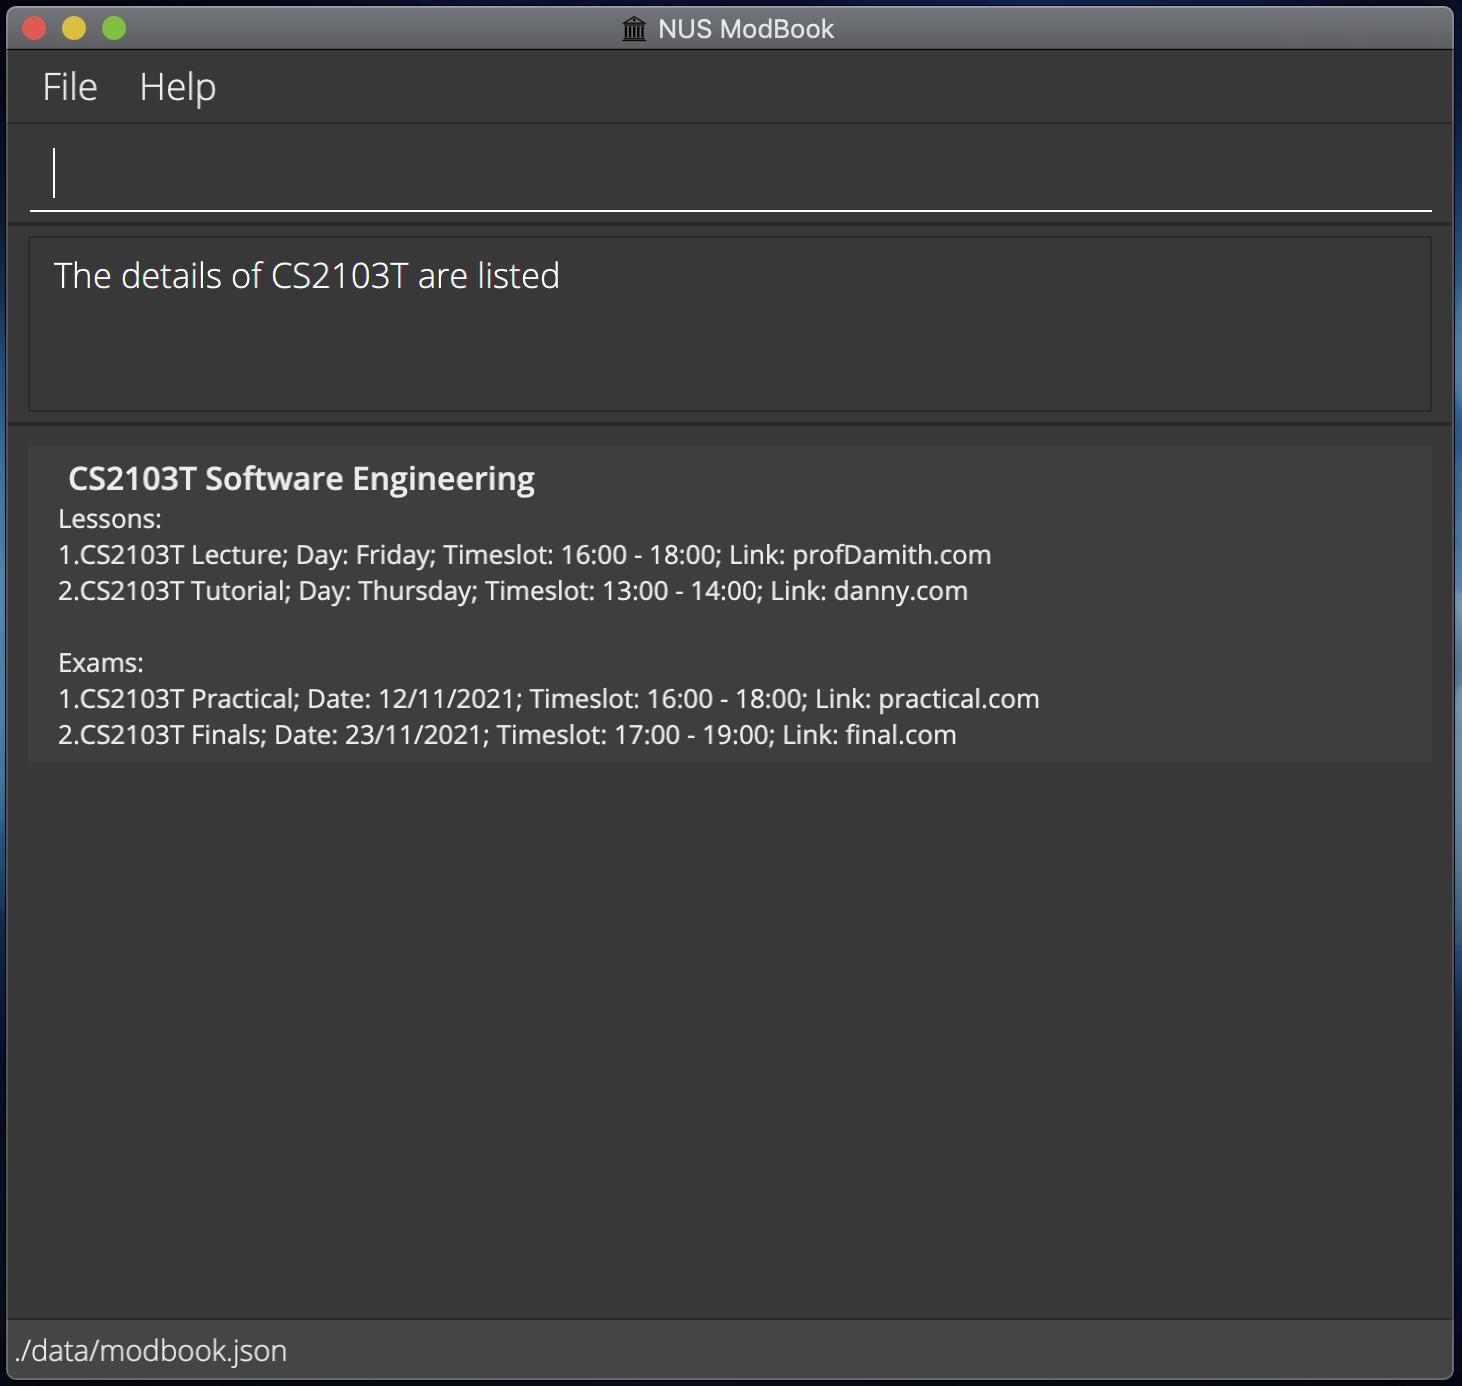 NUS ModBook
File Help
The details of CS2103T are listed
CS2103T Software Engineering
Lessons:
1.CS2103T Lecture; Day: Friday; Timeslot: 16:00 - 18:00; Link: profDamith.com
2.CS2103T Tutorial; Day: Thursday; Timeslot: 13:00 - 14:00; Link: danny.com
Exams:
1.CS2103T Practical; Date: 12/11/2021; Timeslot: 16:00 - 18:00; Link: practical.com
2.CS2103T Finals; Date: 23/11/2021; Timeslot: 17:00 - 19:00; Link: final.com
./data/modbook.json